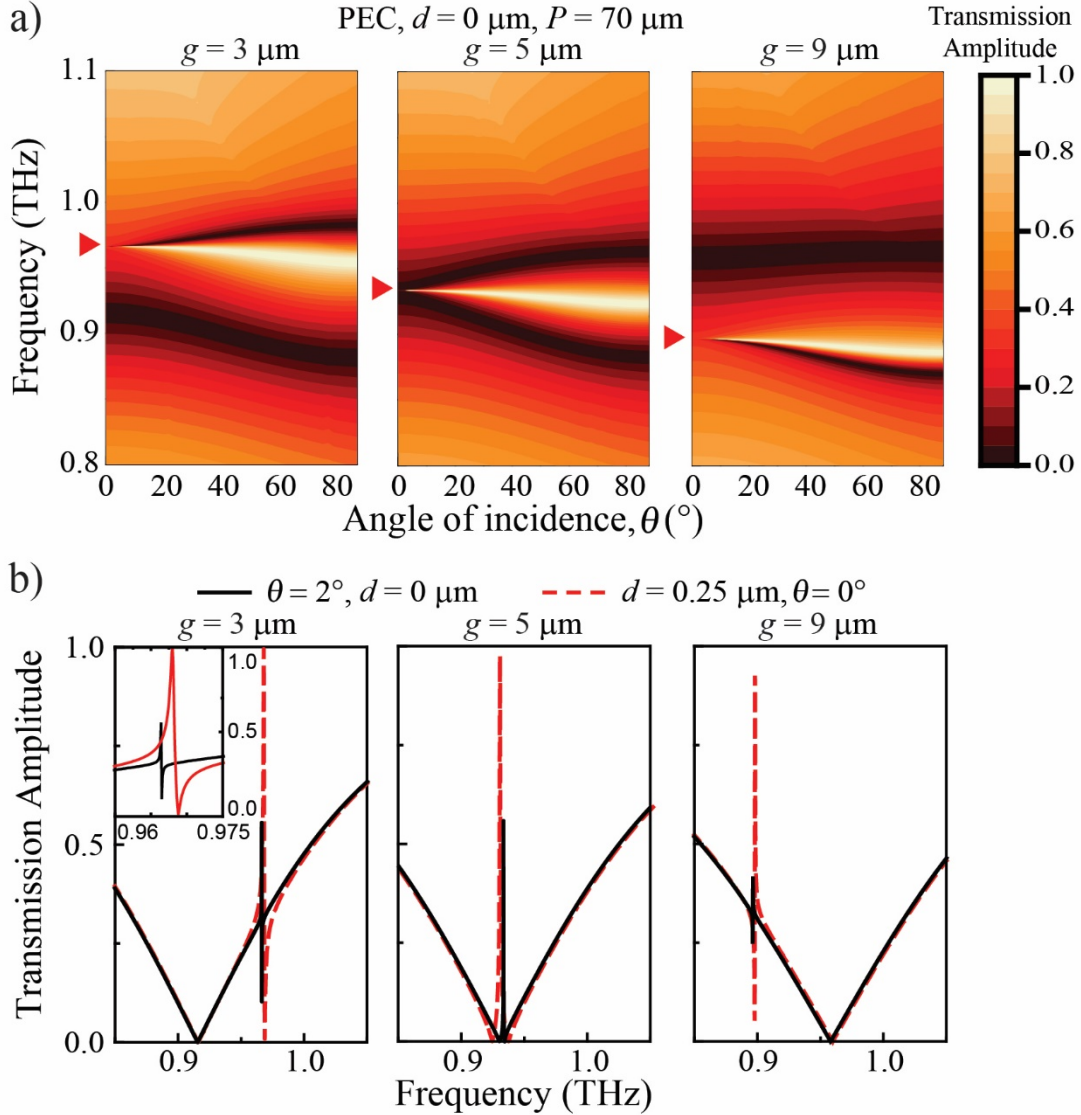 a)
PEC, d = 0 μm, P = 70 μm
Transmission
Amplitude
g = 3 μm
g = 5 μm
g = 9 μm
1.1
1.0
0.9
0.8
Frequency (THz)
1.0
0.8
0.6
0.4
0.2
0.0
0 20 40 60 80
0 20 40 60 80
0 20 40 60 80
Angle of incidence, θ (°)
b)
θ = 2°, d = 0 μm
d = 0.25 μm, θ = 0°
g = 3 μm
g = 5 μm
g = 9 μm
1.0
0.5
0.0
Transmission Amplitude
1.0
0.5
0.0
0.96 0.975
0.9 1.0
0.9 1.0
0.9 1.0
Frequency (THz)